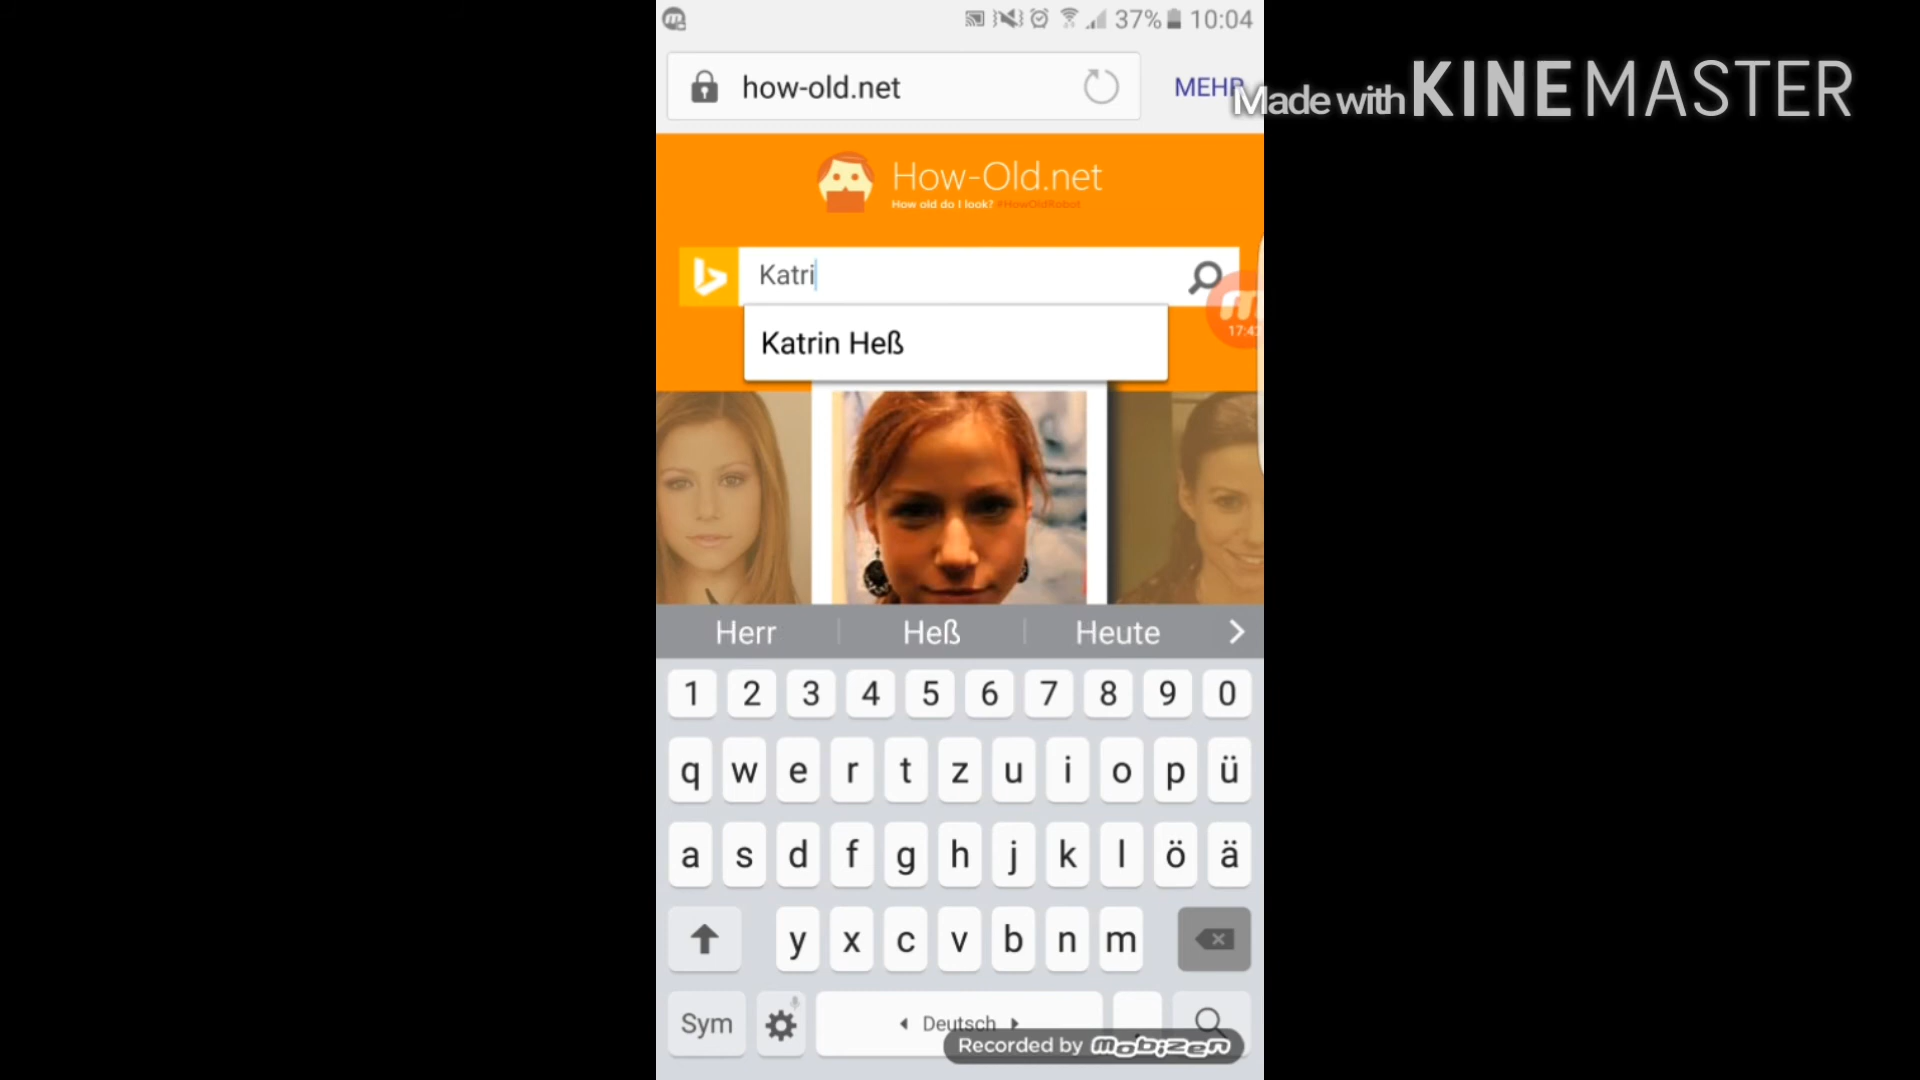 37% 10:04
how-old.net
MEHR
Made with KINEMASTER
How-Old.net
How old do I look? #HowOldRobot
Katri
17:4
Katrin Heß
Herr Heß Heute
1 2 3 4 5 6 7 8 9 0
q w e r t z u i o p ü
a s d f g h j k l ö ä
y x c v b n m
Sym Deutsch
Recorded by mobizen